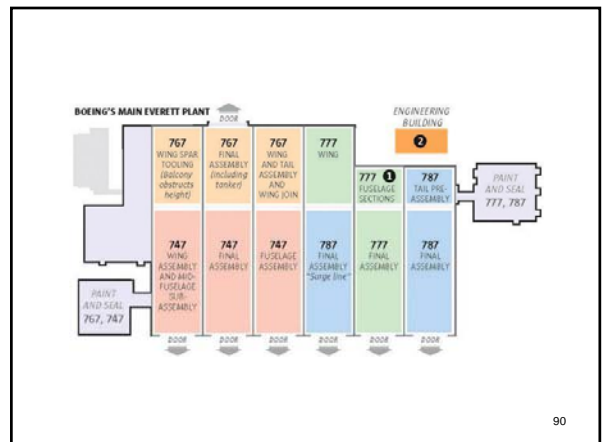 BOEING'S MAIN EVERETT PLANT
DOOR
ENGINEERING
BUILDING
2
767
WING SPAR
TOOLING
(Balcony
obstructs
height)
767
FINAL
ASSEMBLY
(including
tanker)
767
WING
AND TAIL
ASSEMBLY
AND
WING JOIN
777
WING
777 1
FUSELAGE
SECTIONS
787
TAIL PRE-
ASSEMBLY
PAINT
AND SEAL
777, 787
747
WING
ASSEMBLY
AND MID-
FUSELAGE
SUB-
ASSEMBLY
747
FINAL
ASSEMBLY
747
FUSELAGE
ASSEMBLY
787
FINAL
ASSEMBLY
"Surge line"
777
FINAL
ASSEMBLY
787
FINAL
ASSEMBLY
PAINT
AND SEAL
767, 747
DOOR
DOOR
DOOR
DOOR
DOOR
DOOR
90